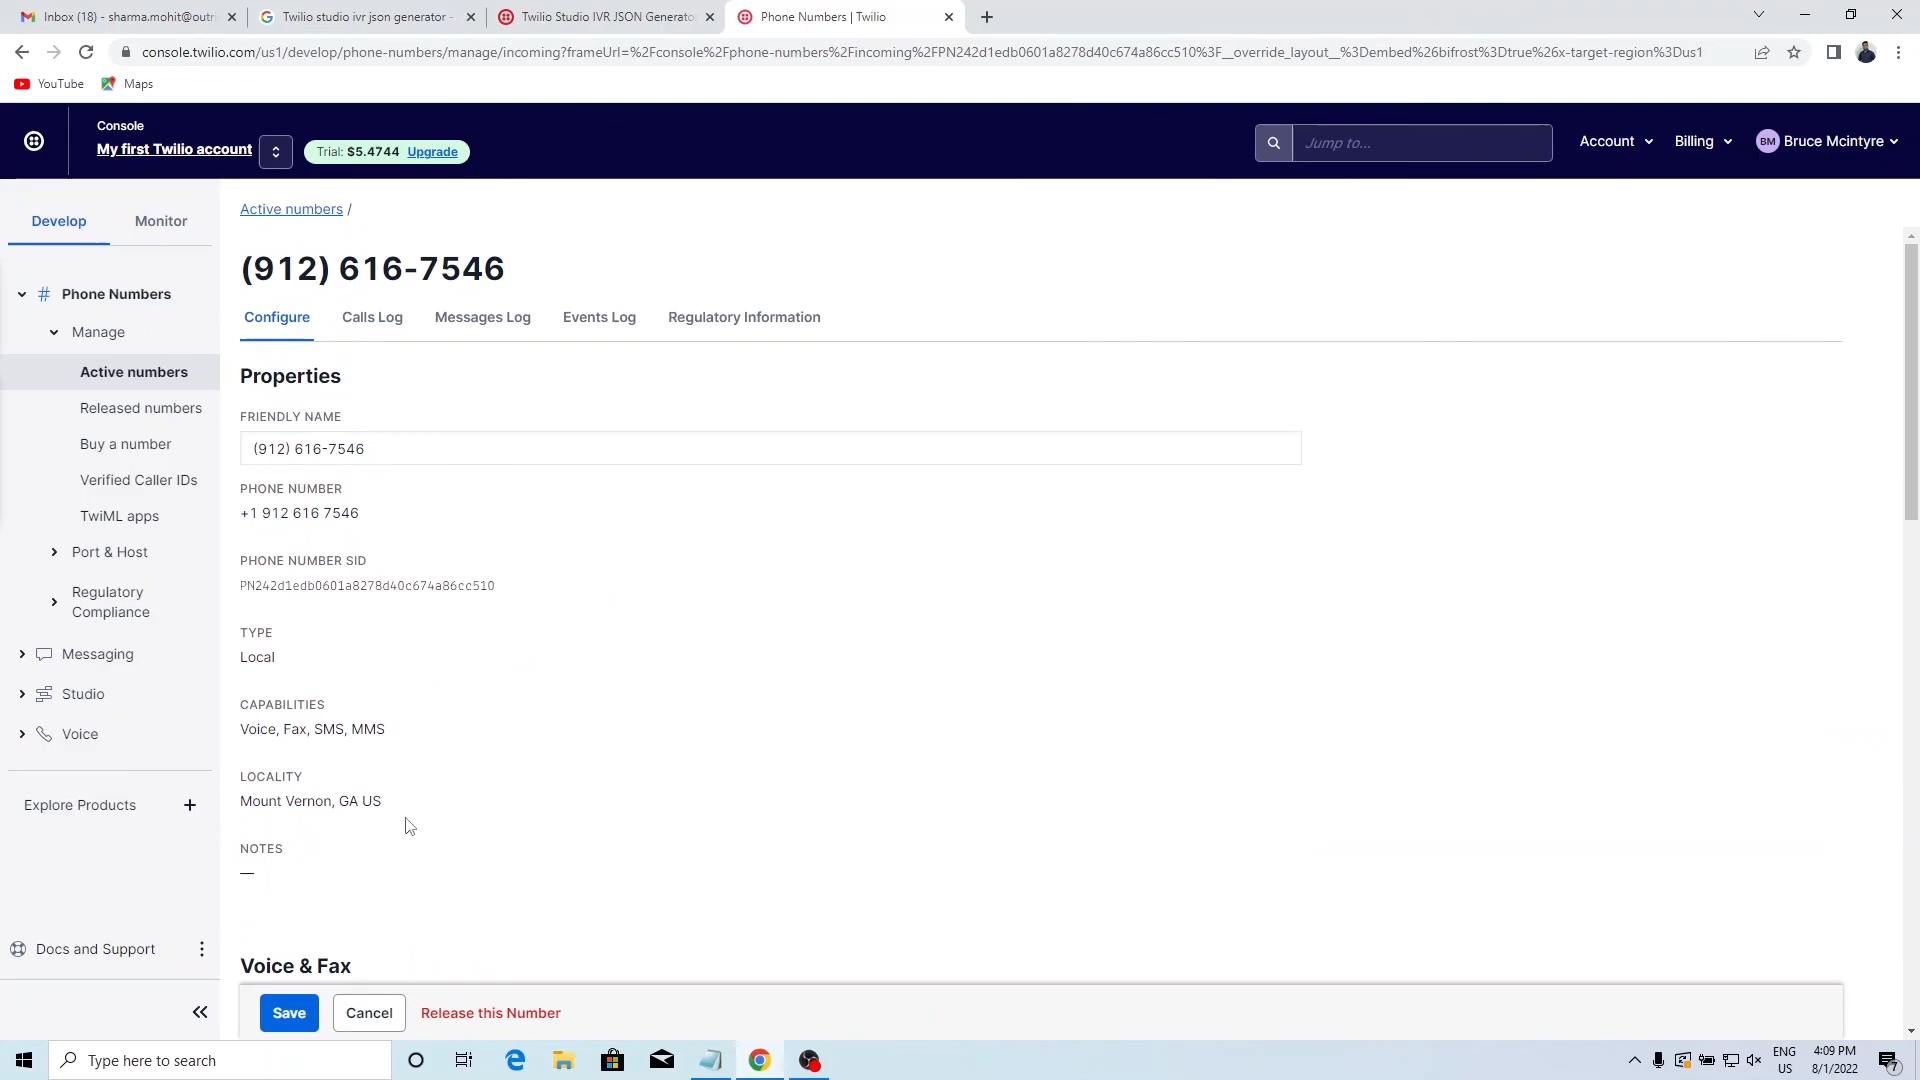 Inbox (18) - sharma.mohit@outri
Twilio studio ivr json generator -
Twilio Studio IVR JSON Generator
Phone Numbers | Twilio
console.twilio.com/us1/develop/phone-numbers/manage/incoming?frameUrl=%2Fconsole%2Fphone-numbers%2Fincoming%2FPN242d1edb0601a8278d40c674a86cc510%3F__override_layout__%3Dembed%26bifrost%3Dtrue%26x-target-region%3Dus1
YouTube
Maps
Console
My first Twilio account
Trial: $5.4744 Upgrade
Jump to...
Account
Billing
BM Bruce Mcintyre
Develop
Monitor
Phone Numbers
Manage
Active numbers
Released numbers
Buy a number
Verified Caller IDs
TwiML apps
Port & Host
Regulatory
Compliance
Messaging
Studio
Voice
Explore Products +
Docs and Support
Active numbers /
(912) 616-7546
Configure
Calls Log
Messages Log
Events Log
Regulatory Information
Properties
FRIENDLY NAME
(912) 616-7546
PHONE NUMBER
+1 912 616 7546
PHONE NUMBER SID
PN242d1edb0601a8278d40c674a86cc510
TYPE
Local
CAPABILITIES
Voice, Fax, SMS, MMS
LOCALITY
Mount Vernon, GA US
NOTES
—
Voice & Fax
Save
Cancel
Release this Number
Type here to search
ENG
US
4:09 PM
8/1/2022
7